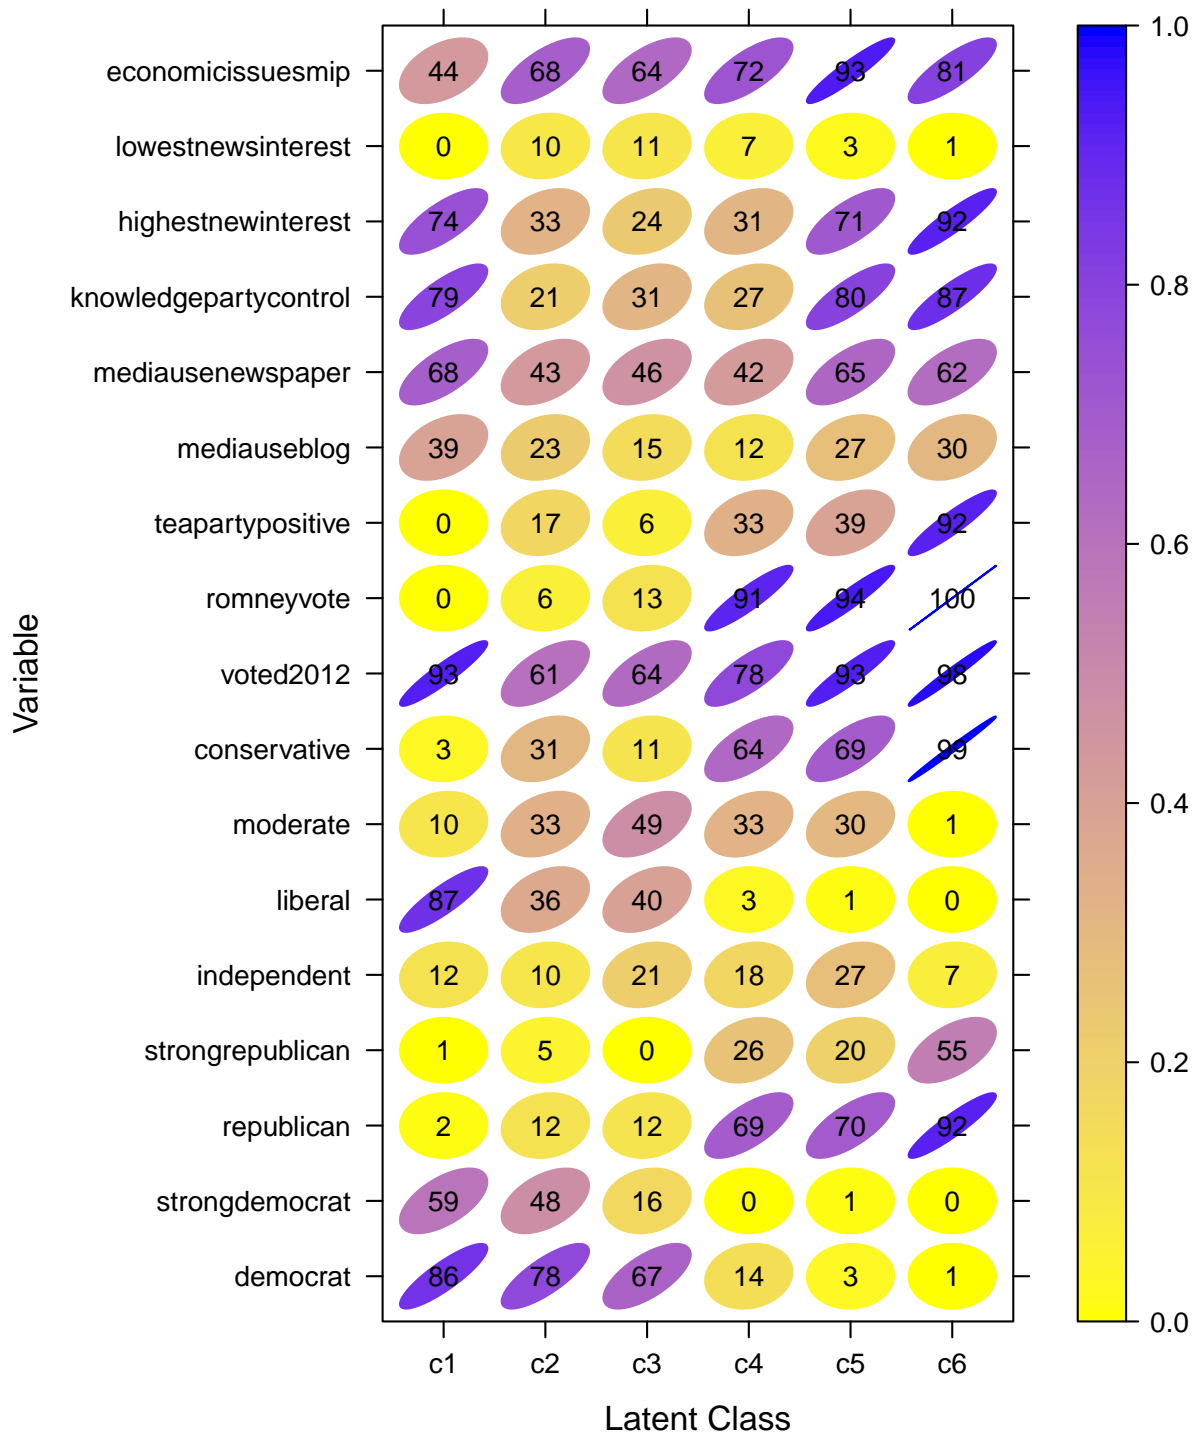 economicissuesmip 44 68 64 72 93 81
lowestnewsinterest 0 10 11 7 3 1
highestnewinterest 74 33 24 31 71 92
knowledgepartycontrol 79 21 31 27 80 87
mediausenewspaper 68 43 46 42 65 62
mediauseblog 39 23 15 12 27 30
teapartypositive 0 17 6 33 39 92
romneyvote 0 6 13 91 94 100
voted2012 93 61 64 78 93 98
conservative 3 31 11 64 69 99
moderate 10 33 49 33 30 1
liberal 87 36 40 3 1 0
independent 12 10 21 18 27 7
strongrepublican 1 5 0 26 20 55
republican 2 12 12 69 70 92
strongdemocrat 59 48 16 0 1 0
democrat 86 78 67 14 3 1
c1 c2 c3 c4 c5 c6
Latent Class
Variable
1.0
0.8
0.6
0.4
0.2
0.0